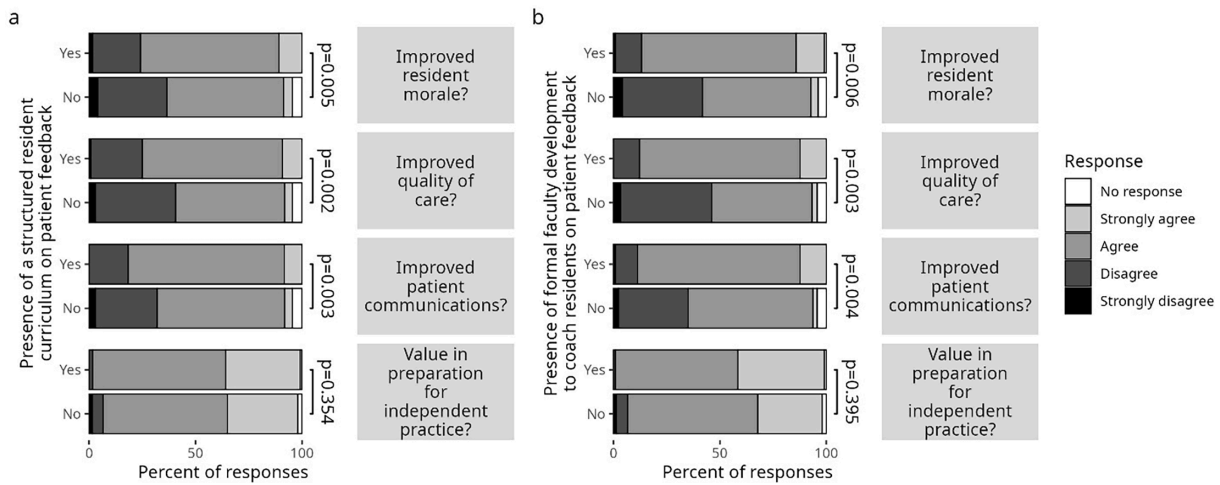 a
Presence of a structured resident
curriculum on patient feedback
Yes
No
p=0.005
Improved
resident
morale?
Yes
No
p=0.002
Improved
quality of
care?
Yes
No
p=0.003
Improved
patient
communications?
Yes
No
p=0.354
Value in
preparation
for
independent
practice?
0
50
100
Percent of responses
b
Presence of formal faculty development
to coach residents on patient feedback
Yes
No
p=0.006
Improved
resident
morale?
Yes
No
p=0.003
Improved
quality of
care?
Yes
No
p=0.004
Improved
patient
communications?
Yes
No
p=0.395
Value in
preparation
for
independent
practice?
0
50
100
Percent of responses
Response
No response
Strongly agree
Agree
Disagree
Strongly disagree